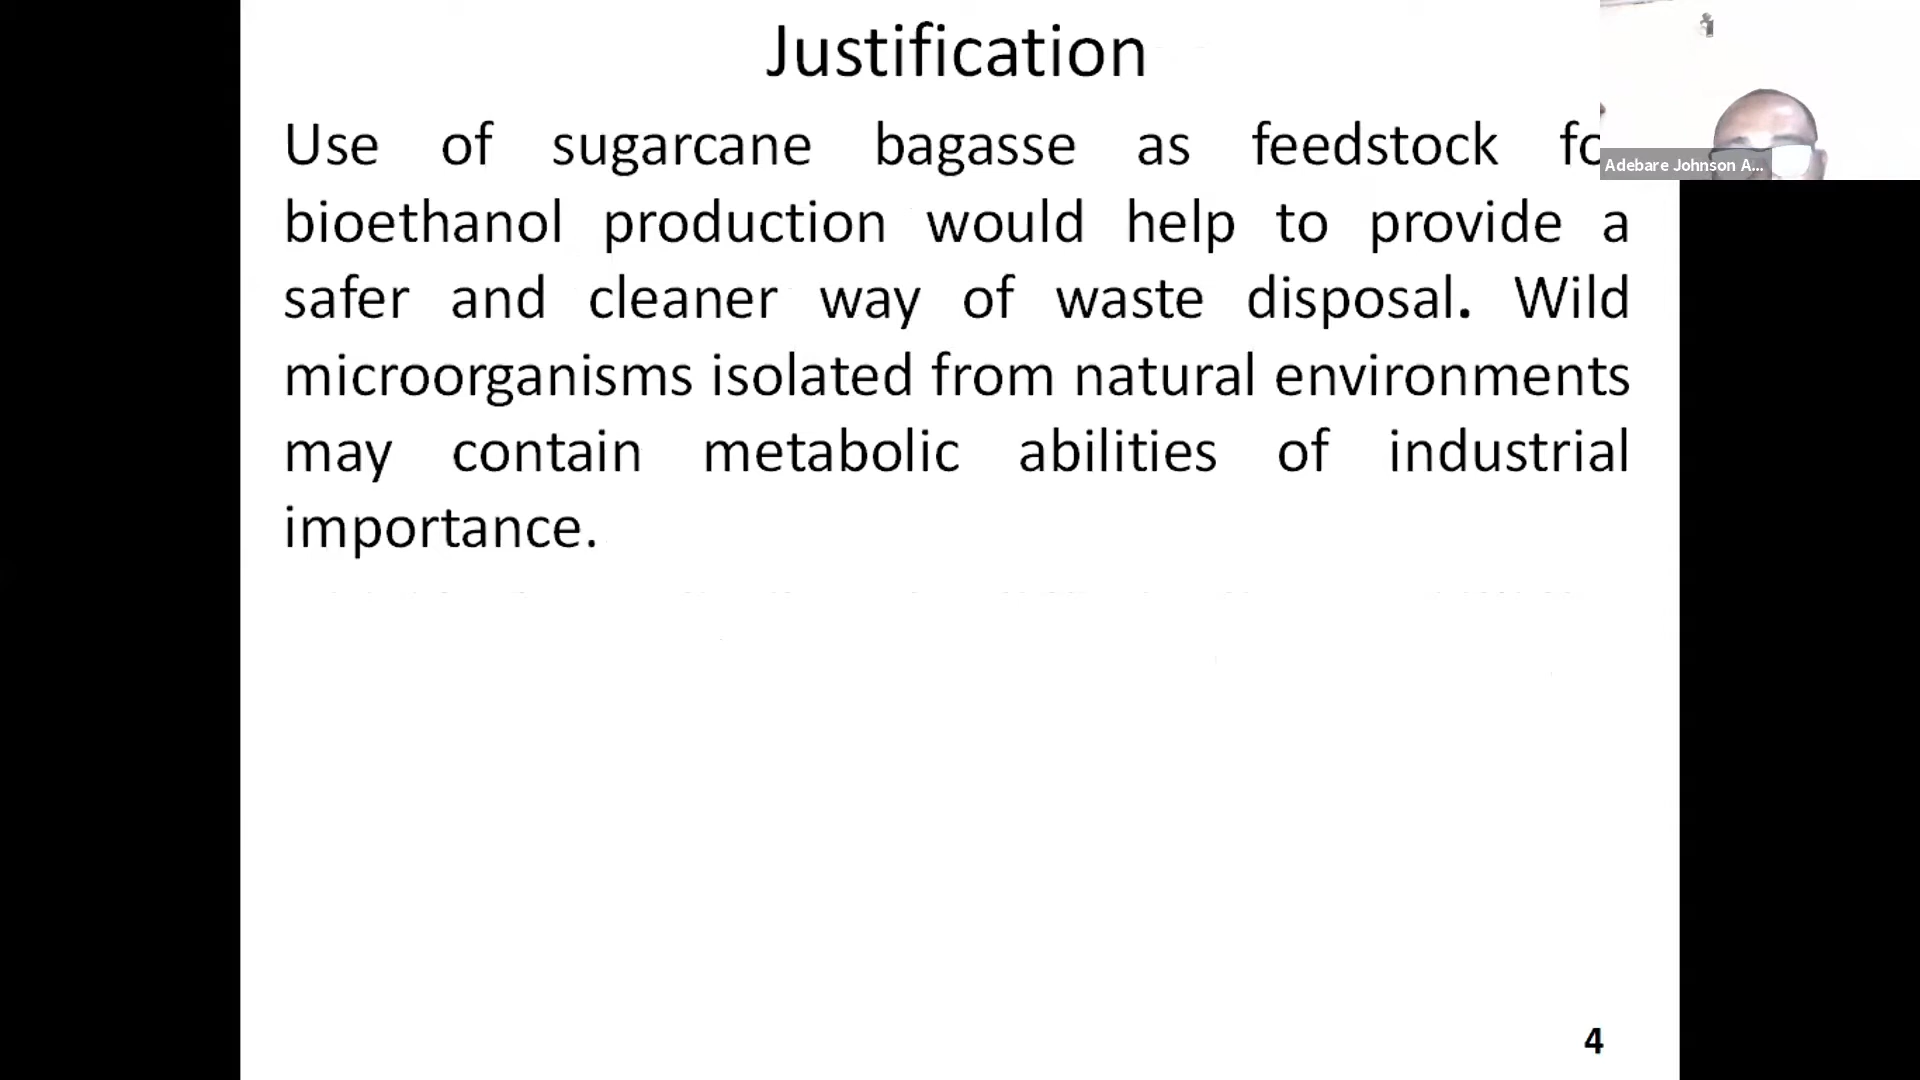 Justification
Use of sugarcane bagasse as feedstock
bioethanol production would help to provide a
safer and cleaner way of waste disposal. Wild
microorganisms isolated from natural environments
may contain metabolic abilities of industrial
importance.
Adebare Johnson A...
4